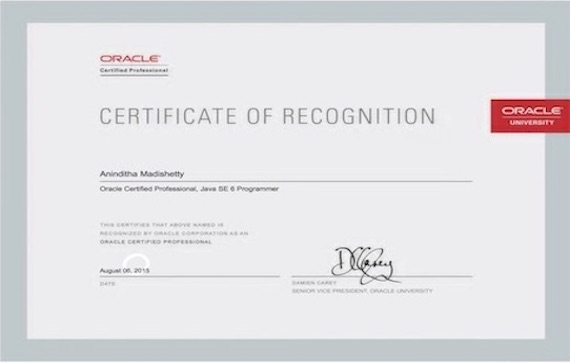 ORACLE
Certified Professional
CERTIFICATE OF RECOGNITION
ORACLE
UNIVERSITY
Aninditha Madishetty
Oracle Certified Professional, Java SE 6 Programmer
THIS CERTIFIES THAT ABOVE NAMED IS
RECOGNIZED BY ORACLE CORPORATION AS AN
ORACLE CERTIFIED PROFESSIONAL
August 06, 2015
DATE
DCarey
DAMIEN CAREY
SENIOR VICE PRESIDENT, ORACLE UNIVERSITY